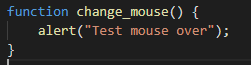 function change_mouse() {
    alert("Test mouse over");
}